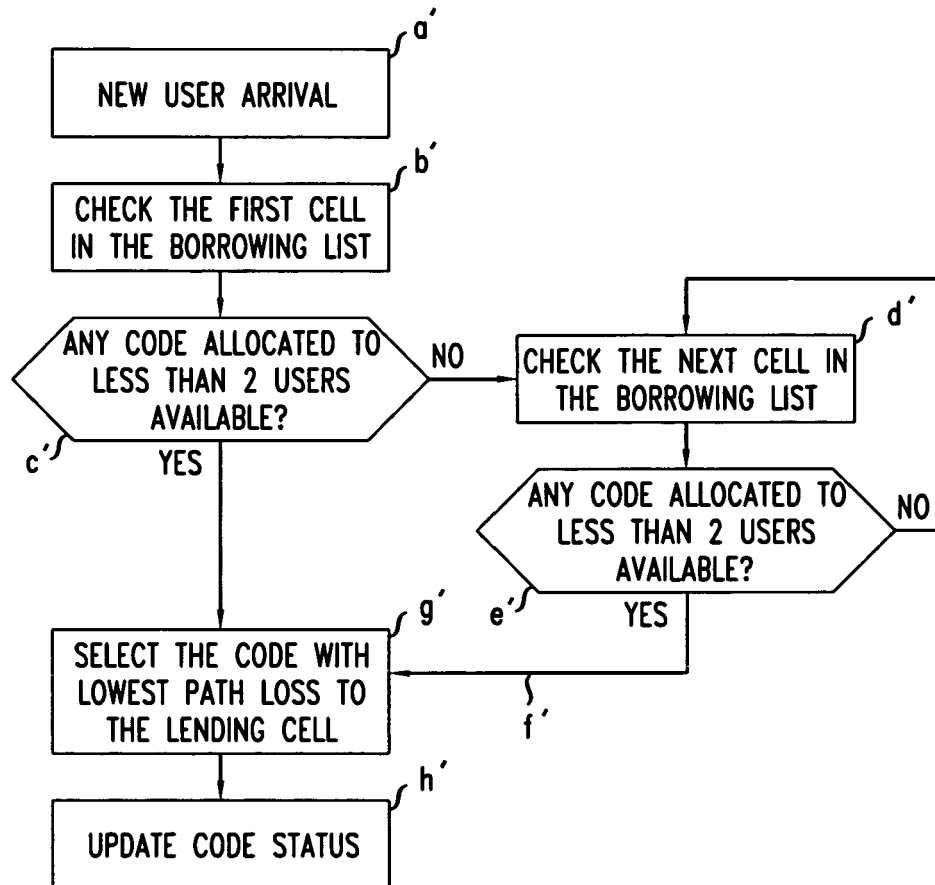 a'
NEW USER ARRIVAL
b'
CHECK THE FIRST CELL
IN THE BORROWING LIST
ANY CODE ALLOCATED TO
LESS THAN 2 USERS
AVAILABLE?
c'
NO
YES
d'
CHECK THE NEXT CELL IN
THE BORROWING LIST
ANY CODE ALLOCATED TO
LESS THAN 2 USERS
AVAILABLE?
e'
NO
YES
f'
g'
SELECT THE CODE WITH
LOWEST PATH LOSS TO
THE LENDING CELL
h'
UPDATE CODE STATUS